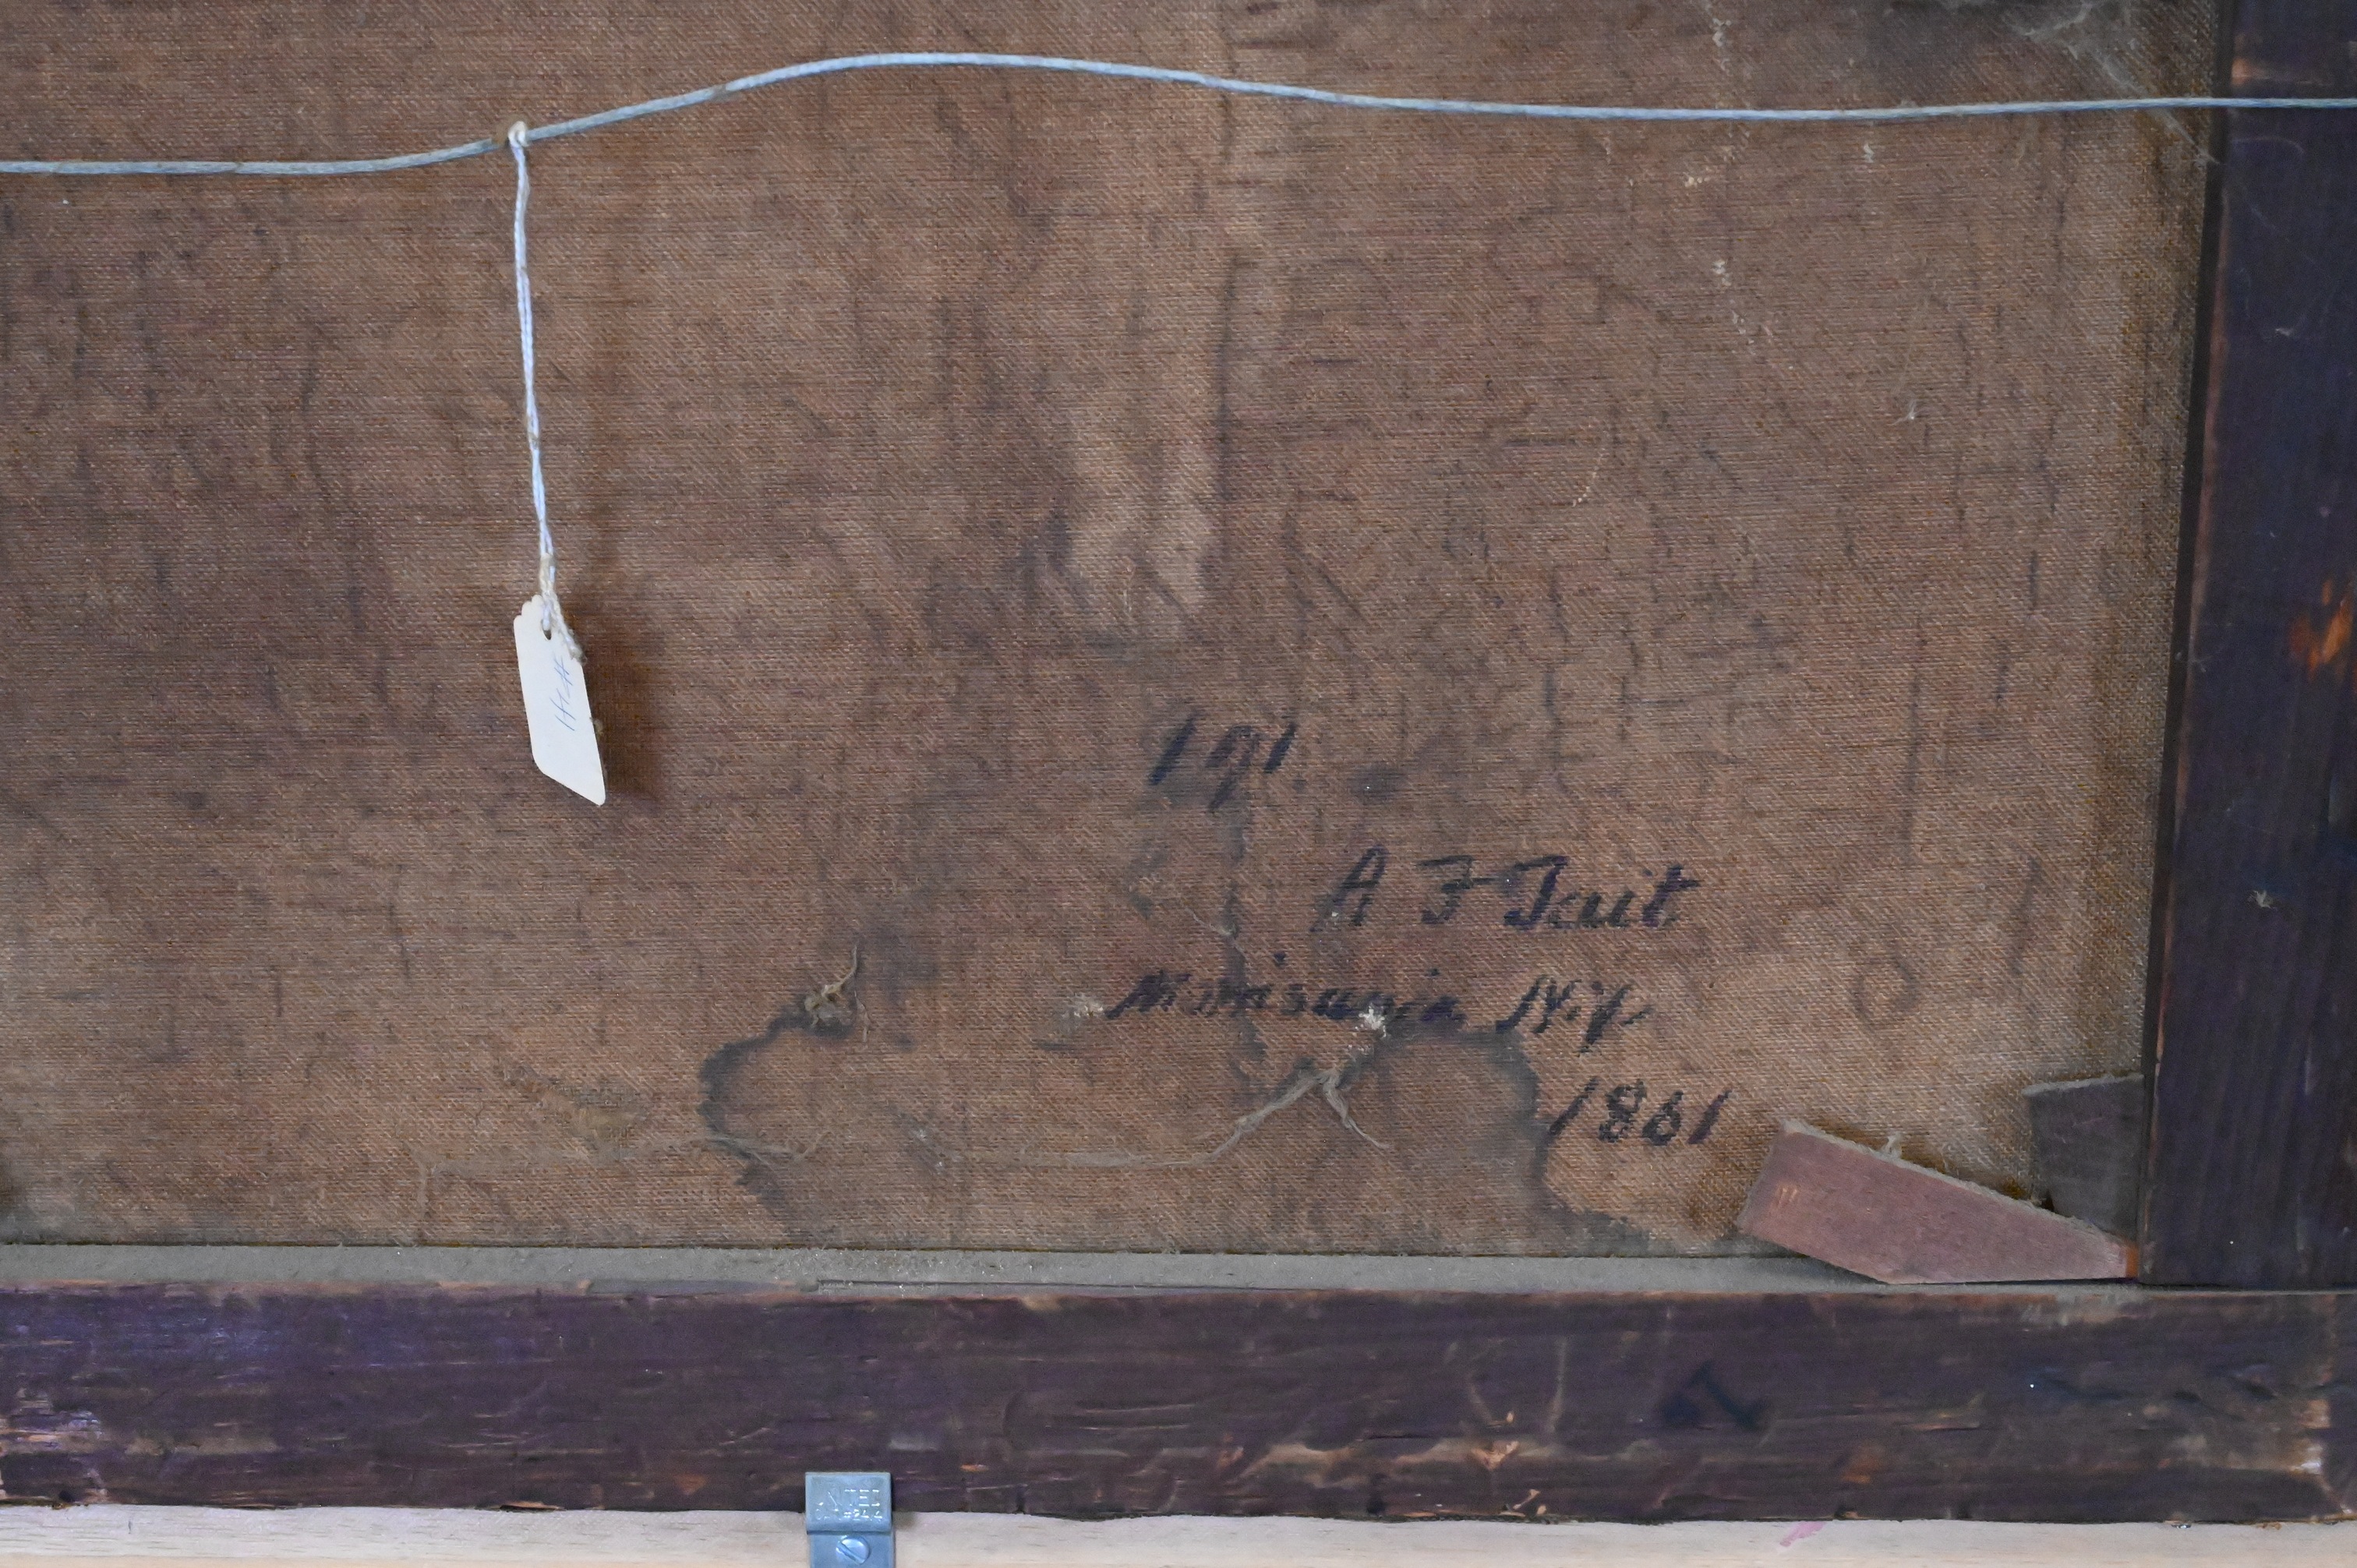 191.
A F Tait
Morrisania N.Y.
1861